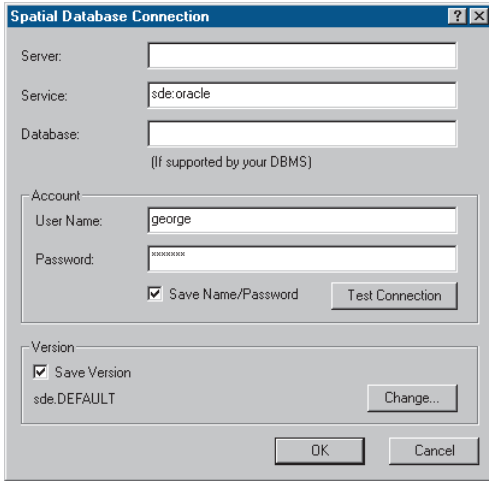 Spatial Database Connection
Server:
Service: sde:oracle
Database:
(If supported by your DBMS)
Account
User Name: george
Password: *******
Save Name/Password Test Connection
Version
Save Version
sde.DEFAULT Change...
OK Cancel